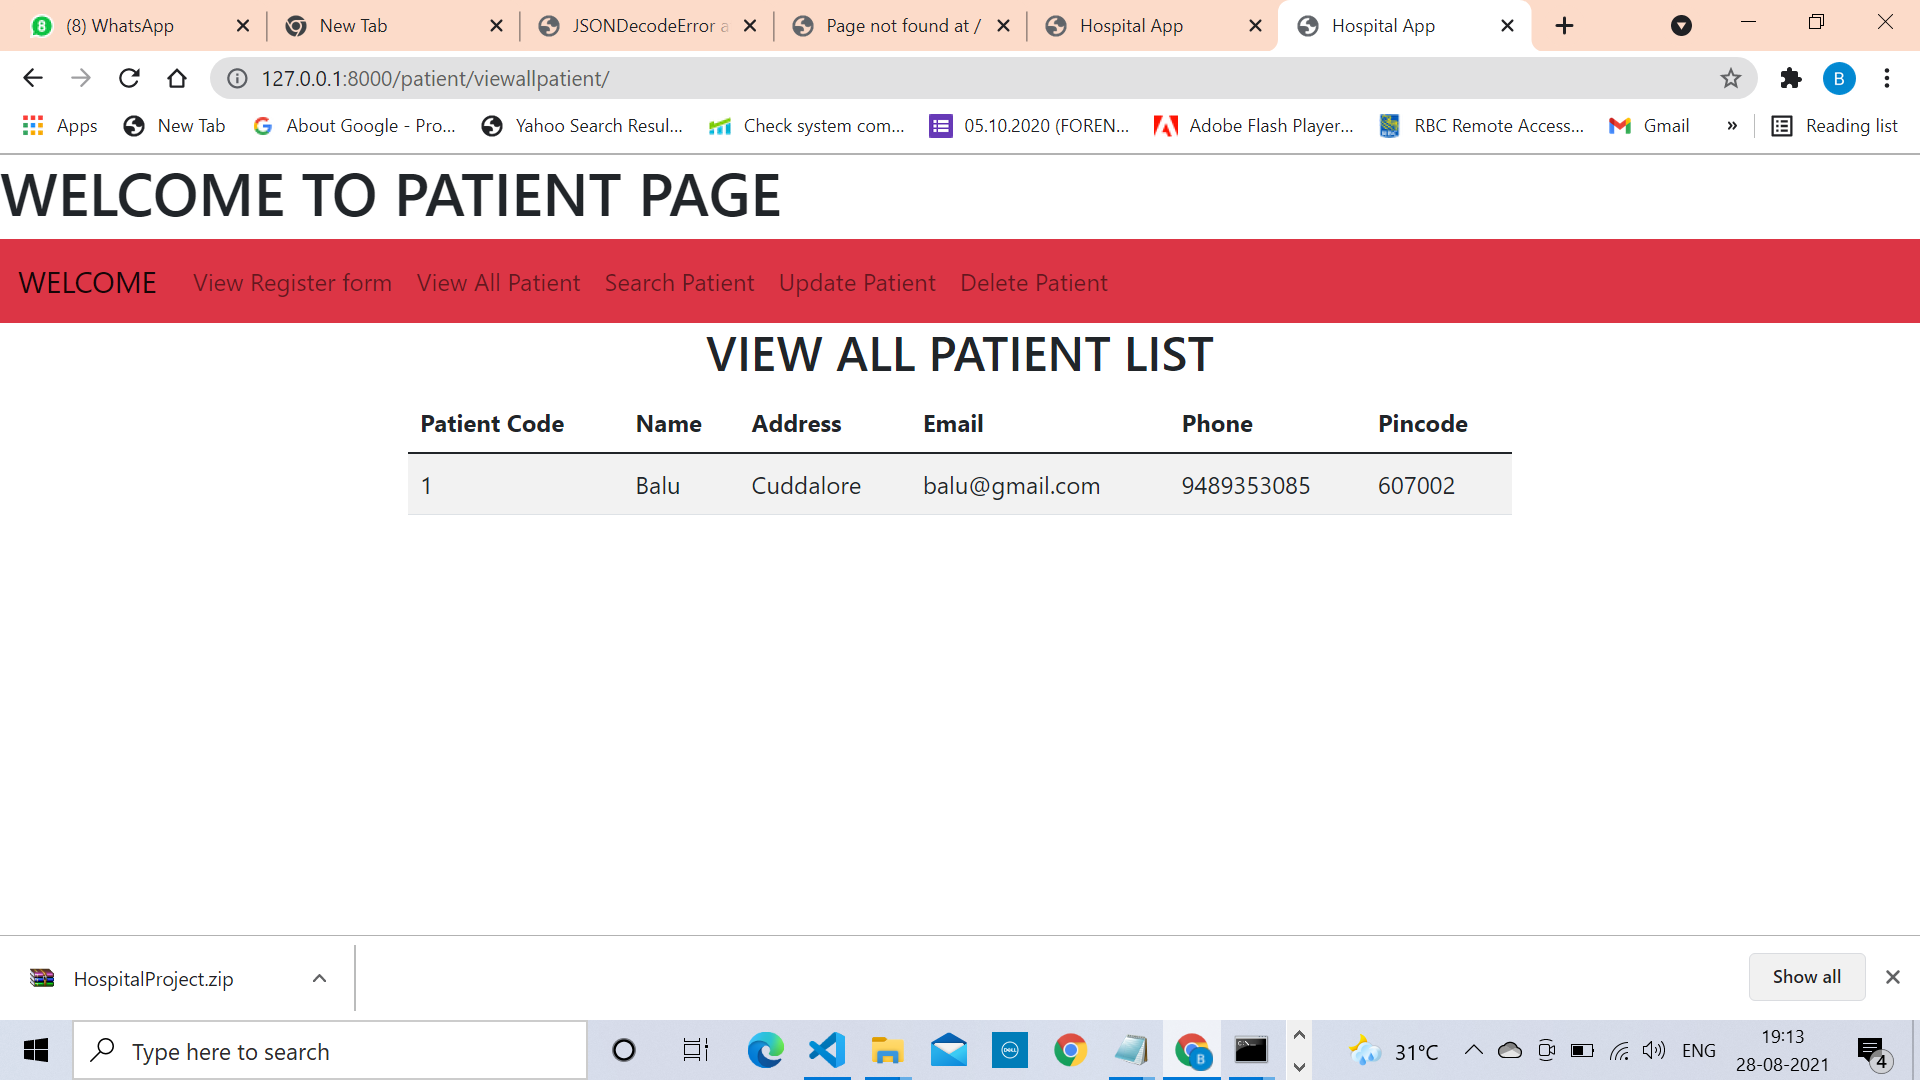 8 (8) WhatsApp New Tab JSONDecodeError a Page not found at / Hospital App Hospital App
127.0.0.1:8000/patient/viewallpatient/ B
Apps New Tab About Google - Pro... Yahoo Search Resul... Check system com... 05.10.2020 (FOREN... Adobe Flash Player... RBC Remote Access... Gmail » Reading list
WELCOME TO PATIENT PAGE
WELCOME View Register form View All Patient Search Patient Update Patient Delete Patient
VIEW ALL PATIENT LIST
Patient Code Name Address Email Phone Pincode
1 Balu Cuddalore balu@gmail.com 9489353085 607002
HospitalProject.zip Show all
Type here to search DELL B C:\ 31°C ENG 19:13
28-08-2021 4